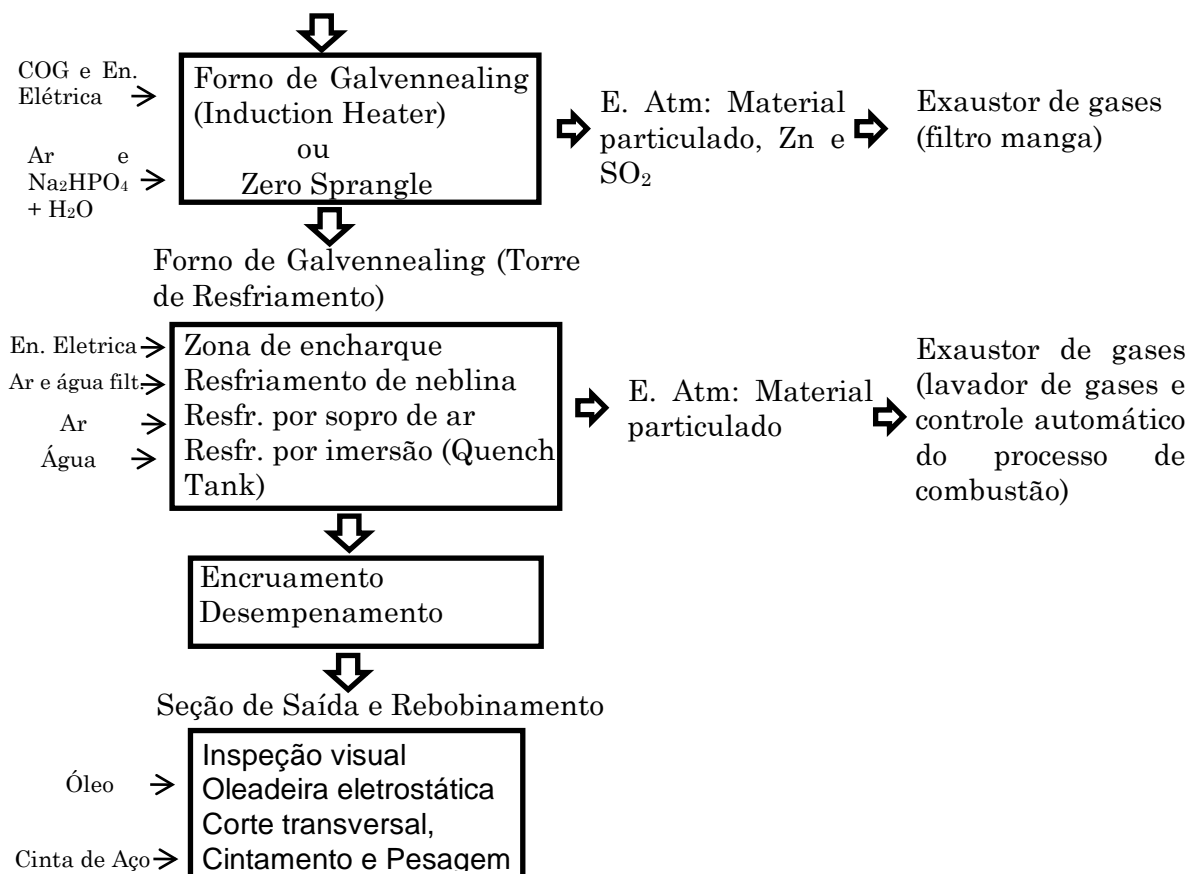 COG e En.
Elétrica
Forno de Galvennealing
(Induction Heater)
ou
Zero Sprangle
Ar e
Na₂HPO₄
+ H₂O
E. Atm: Material
particulado, Zn e
SO₂
Exaustor de gases
(filtro manga)
Forno de Galvennealing (Torre
de Resfriamento)
En. Eletrica
Ar e água filt.
Ar
Água
Zona de encharque
Resfriamento de neblina
Resfr. por sopro de ar
Resfr. por imersão (Quench
Tank)
E. Atm: Material
particulado
Exaustor de gases
(lavador de gases e
controle automático
do processo de
combustão)
Encruamento
Desempenamento
Seção de Saída e Rebobinamento
Óleo
Cinta de Aço
Inspeção visual
Oleadeira eletrostática
Corte transversal,
Cintamento e Pesagem